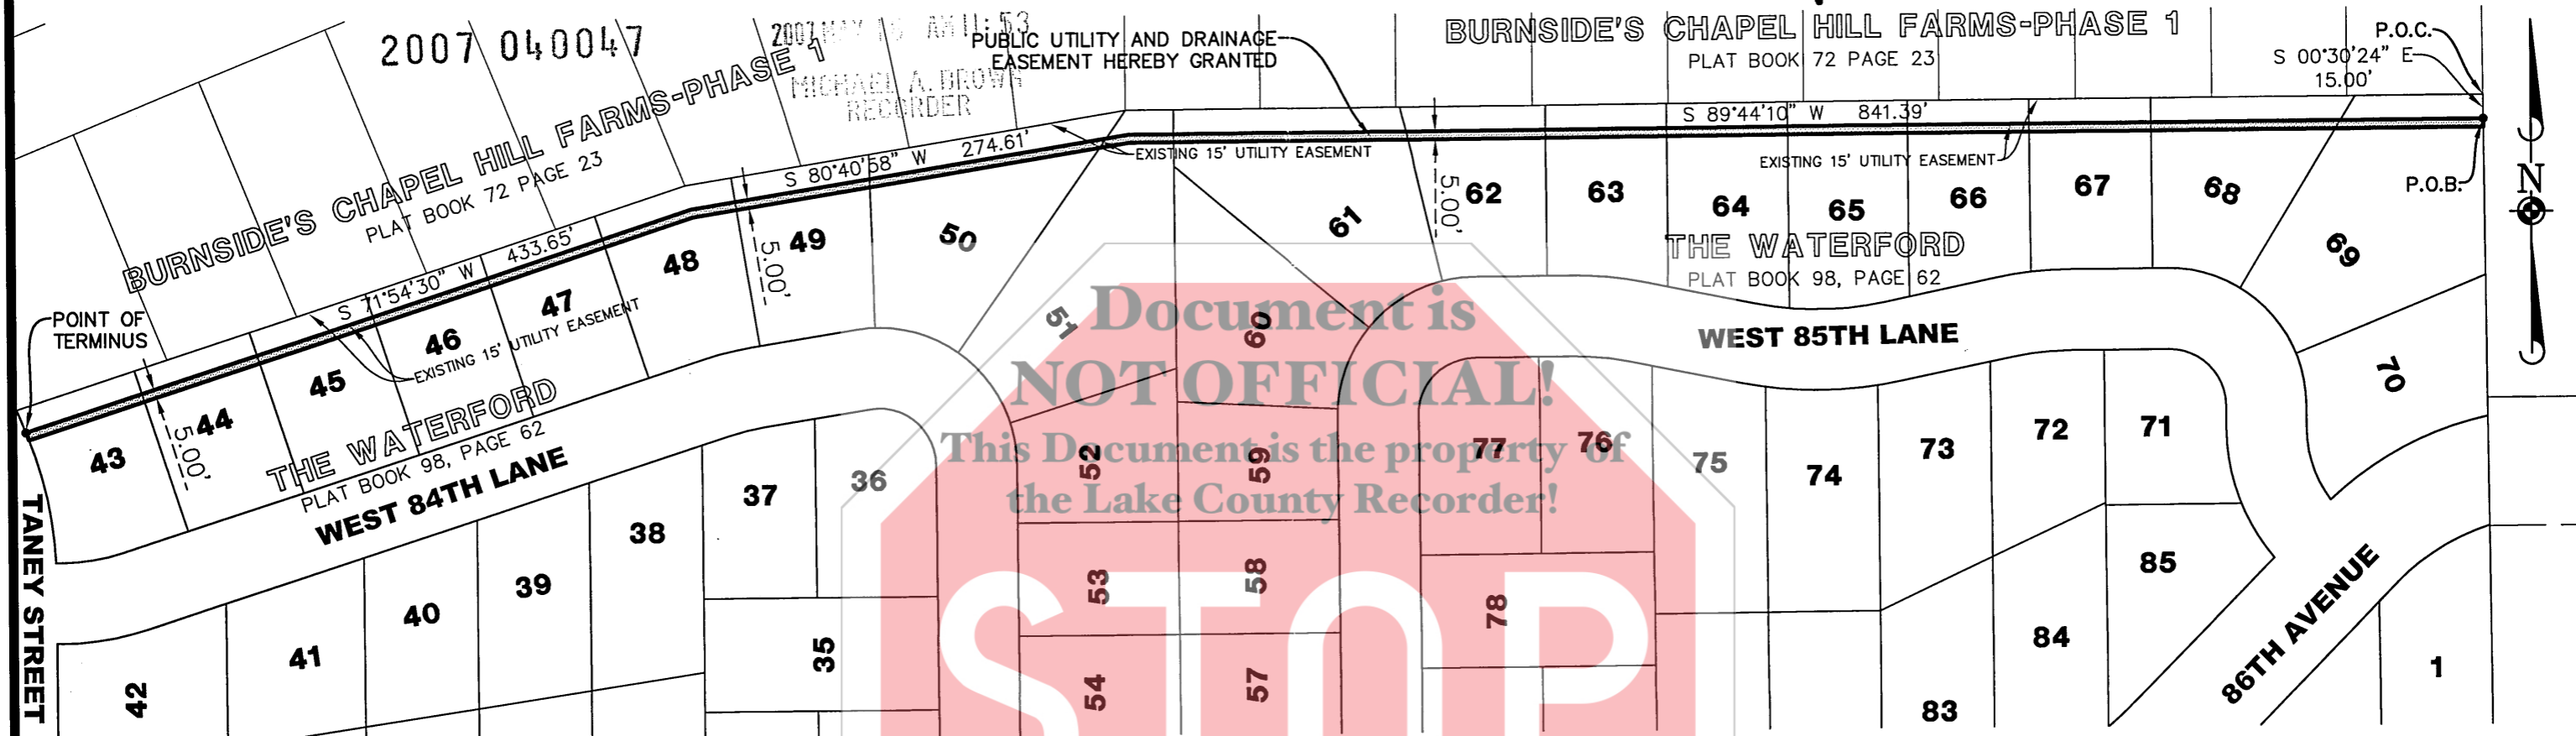 2007 040047
2007 MAY 16 AM 11:53
MICHAEL A. BROWN
RECORDER
PUBLIC UTILITY AND DRAINAGE
EASEMENT HEREBY GRANTED
BURNSIDE'S CHAPEL HILL FARMS-PHASE 1
PLAT BOOK 72 PAGE 23
P.O.C.
S 00°30'24" E
15.00'
BURNSIDE'S CHAPEL HILL FARMS-PHASE 1
PLAT BOOK 72 PAGE 23
S 89°44'10" W 841.39'
S 80°40'58" W 274.61'
EXISTING 15' UTILITY EASEMENT
EXISTING 15' UTILITY EASEMENT
P.O.B.
N
S 71°54'30" W 433.65'
EXISTING 15' UTILITY EASEMENT
POINT OF
TERMINUS
5.00'
5.00'
5.00'
43
44
45
46
47
48
49
50
51
60
61
62
63
64
65
66
67
68
69
70
THE WATERFORD
PLAT BOOK 98, PAGE 62
THE WATERFORD
PLAT BOOK 98, PAGE 62
WEST 84TH LANE
WEST 85TH LANE
TANEY STREET
86TH AVENUE
42
41
40
39
38
37
36
35
52
53
54
59
58
57
77
76
75
74
73
72
71
78
85
84
83
1
Document is
NOT OFFICIAL!
This Document is the property of
the Lake County Recorder!
STOP